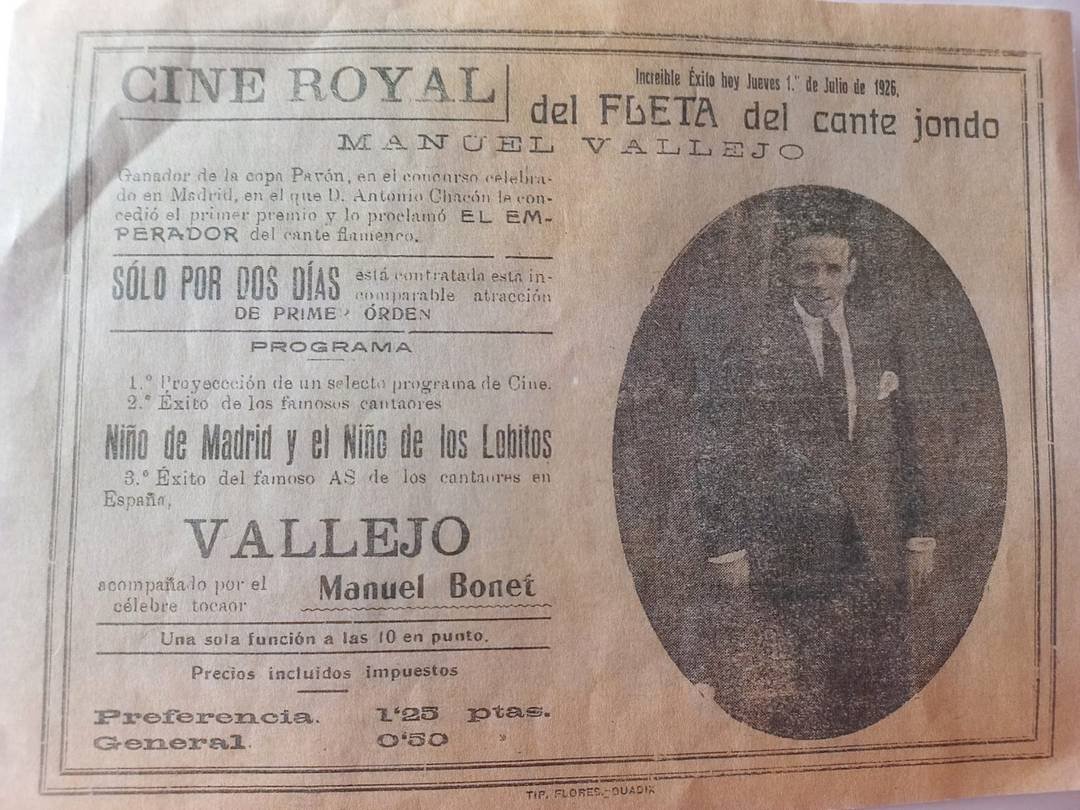 CINE ROYAL
Increible Éxito hoy Jueves 1.º de Julio de 1926,
del FLETA del cante jondo
MANUEL VALLEJO
Ganador de la copa Pavón, en el concurso celebra-
do en Madrid, en el que D. Antonio Chacón le con-
cedió el primer premio y lo proclamó EL EM-
PERADOR del cante flamenco.
SÓLO POR DOS DÍAS
está contratada esta in-
comparable atracción
DE PRIME ÓRDEN
PROGRAMA
1.º Proyeccción de un selecto programa de Cine.
2.º Éxito de los famosos cantaores
Niño de Madrid y el Niño de los Lobitos
3.º Éxito del famoso AS de los cantaores en
España,
VALLEJO
acompañado por el
célebre tocaor
Manuel Bonet
Una sola función a las 10 en punto.
Precios incluidos impuestos
Preferencia. 1'25 ptas.
General. 0'50 »
TIP. FLORES.-GUADIX